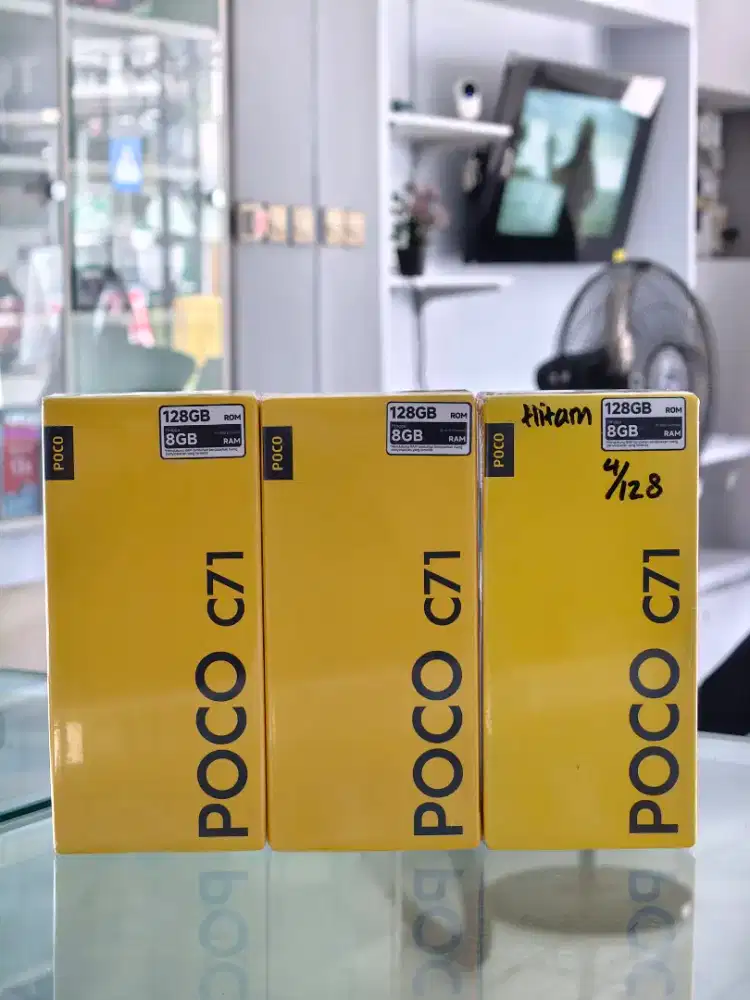 POCO
128GB ROM
8GB RAM
POCO C71
POCO
128GB ROM
8GB RAM
POCO C71
POCO
Hitam
128GB ROM
8GB RAM
4/128
POCO C71